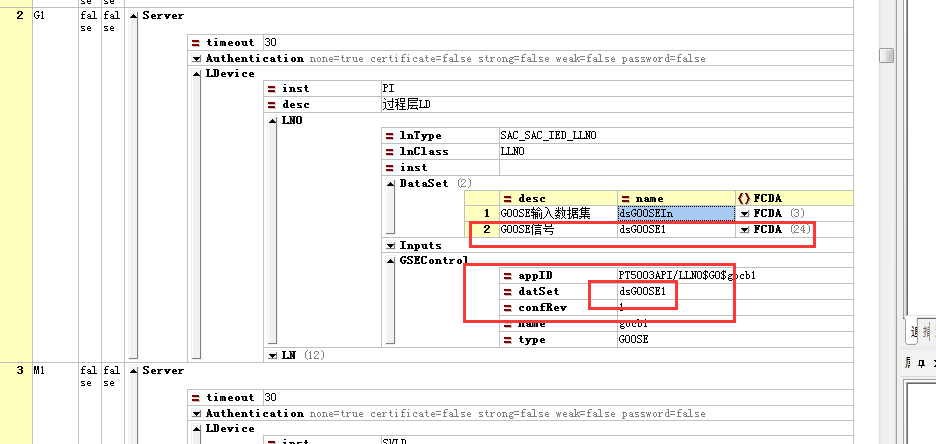 se se
2 G1 fal se fal se Server
timeout 30
Authentication none=true certificate=false strong=false weak=false password=false
LDevice
inst PI
desc 过程层LD
LN0
lnType SAC_SAC_IED_LLN0
lnClass LLN0
inst
DataSet (2)
desc name FCDA
1 GOOSE输入数据集 dsGOOSEIn FCDA (3)
2 GOOSE信号 dsGOOSE1 FCDA (24)
Inputs
GSEControl
appID PT5003API/LLN0$GO$gocb1
datSet dsGOOSE1
confRev 1
name gocb1
type GOOSE
LN (12)
3 M1 fal se fal se Server
timeout 30
Authentication none=true certificate=false strong=false weak=false password=false
LDevice
inst SVLD